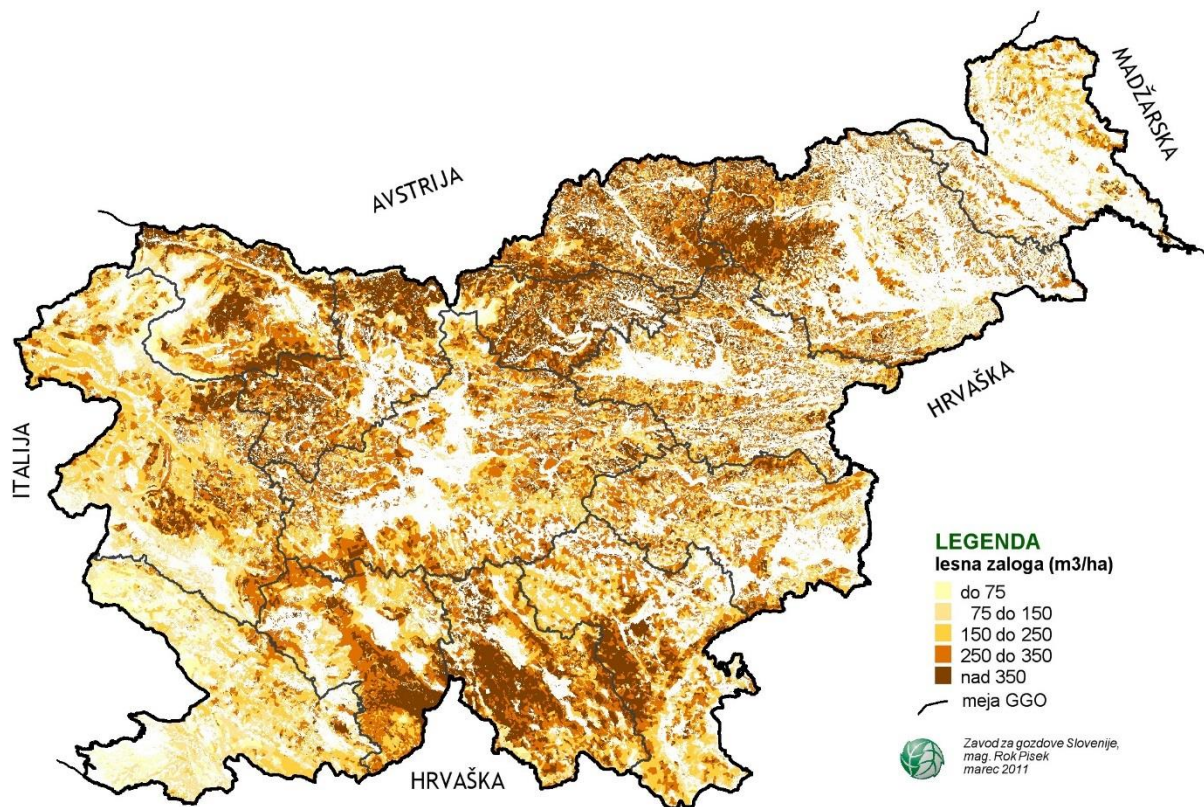 MADŽARSKA
AVSTRIJA
HRVAŠKA
ITALIJA
LEGENDA
lesna zaloga (m3/ha)
do 75
75 do 150
150 do 250
250 do 350
nad 350
meja GGO
Zavod za gozdove Slovenije,
mag. Rok Pisek
marec 2011
HRVAŠKA